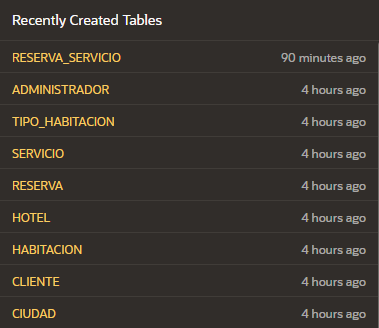 Recently Created Tables
RESERVA_SERVICIO 90 minutes ago
ADMINISTRADOR 4 hours ago
TIPO_HABITACION 4 hours ago
SERVICIO 4 hours ago
RESERVA 4 hours ago
HOTEL 4 hours ago
HABITACION 4 hours ago
CLIENTE 4 hours ago
CIUDAD 4 hours ago